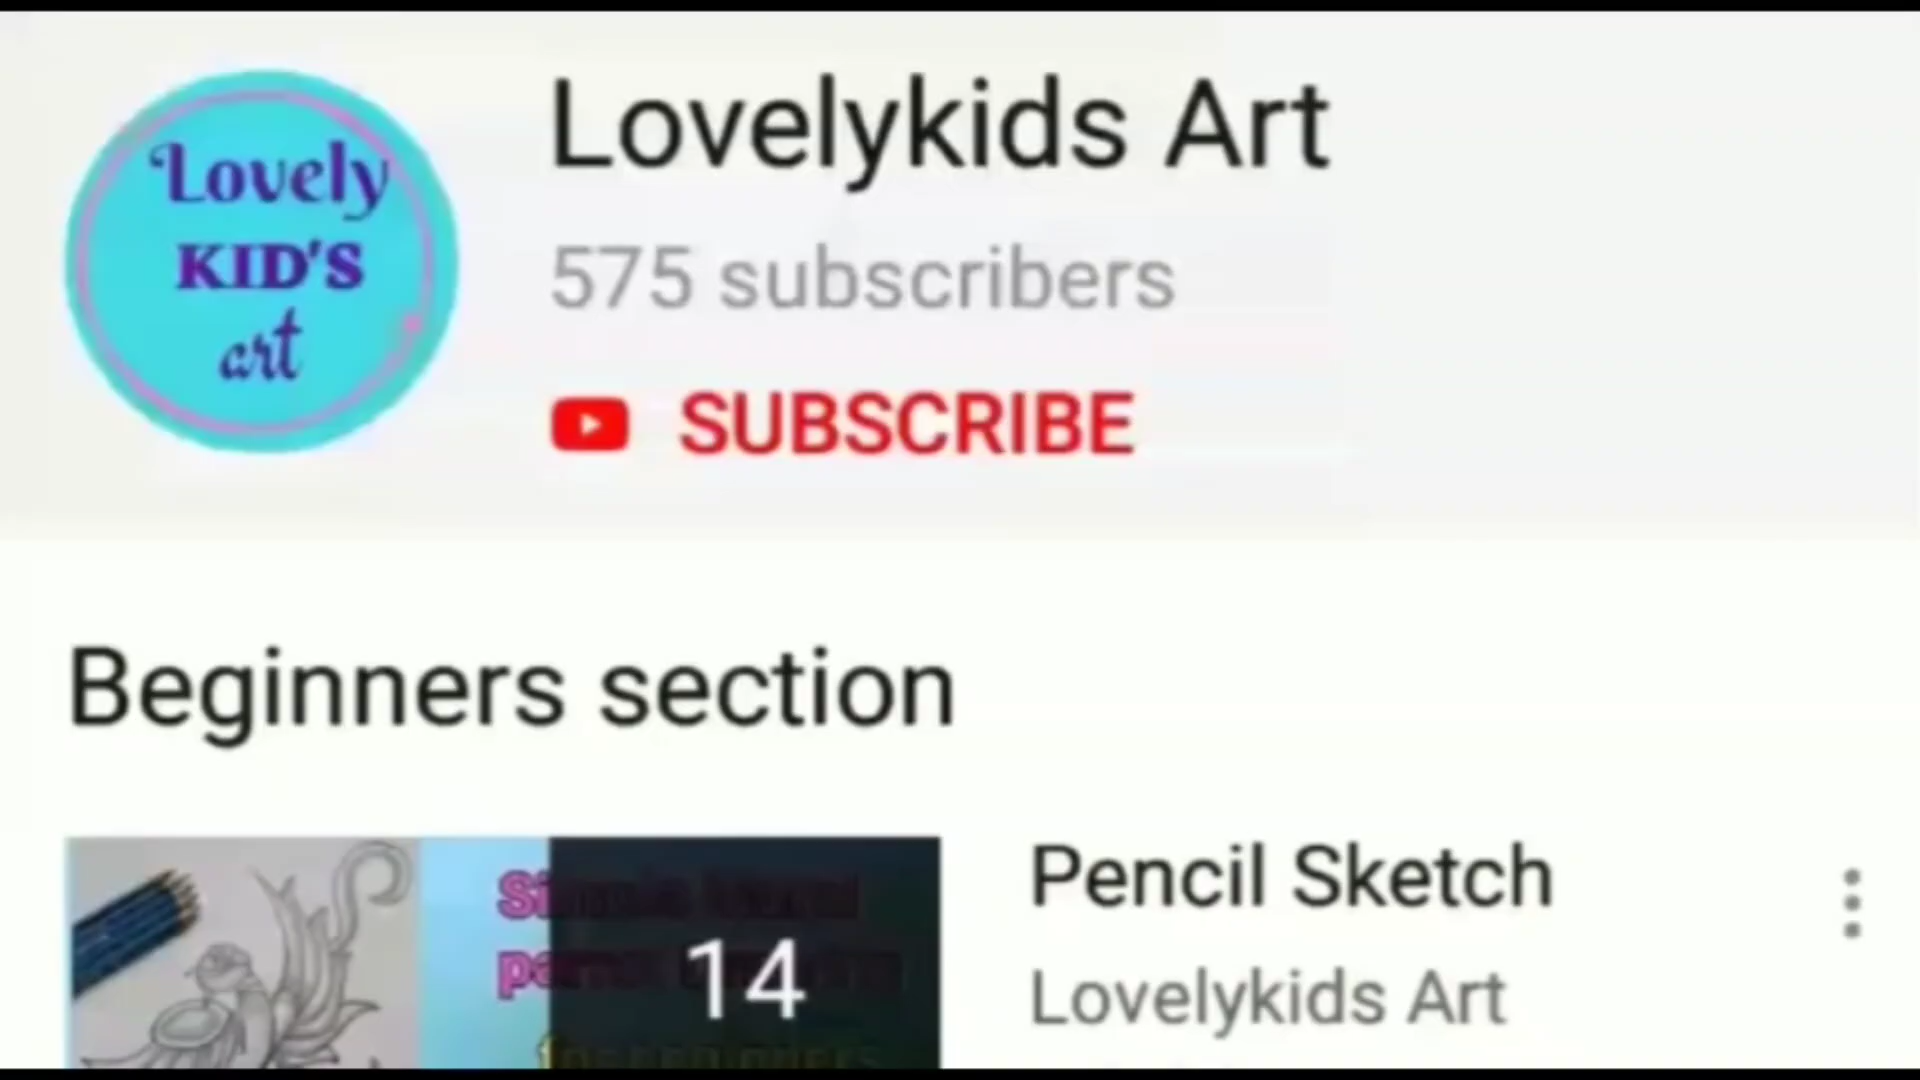 Lovely
KID'S
art
Lovelykids Art
575 subscribers
SUBSCRIBE
Beginners section
14
Pencil Sketch
Lovelykids Art